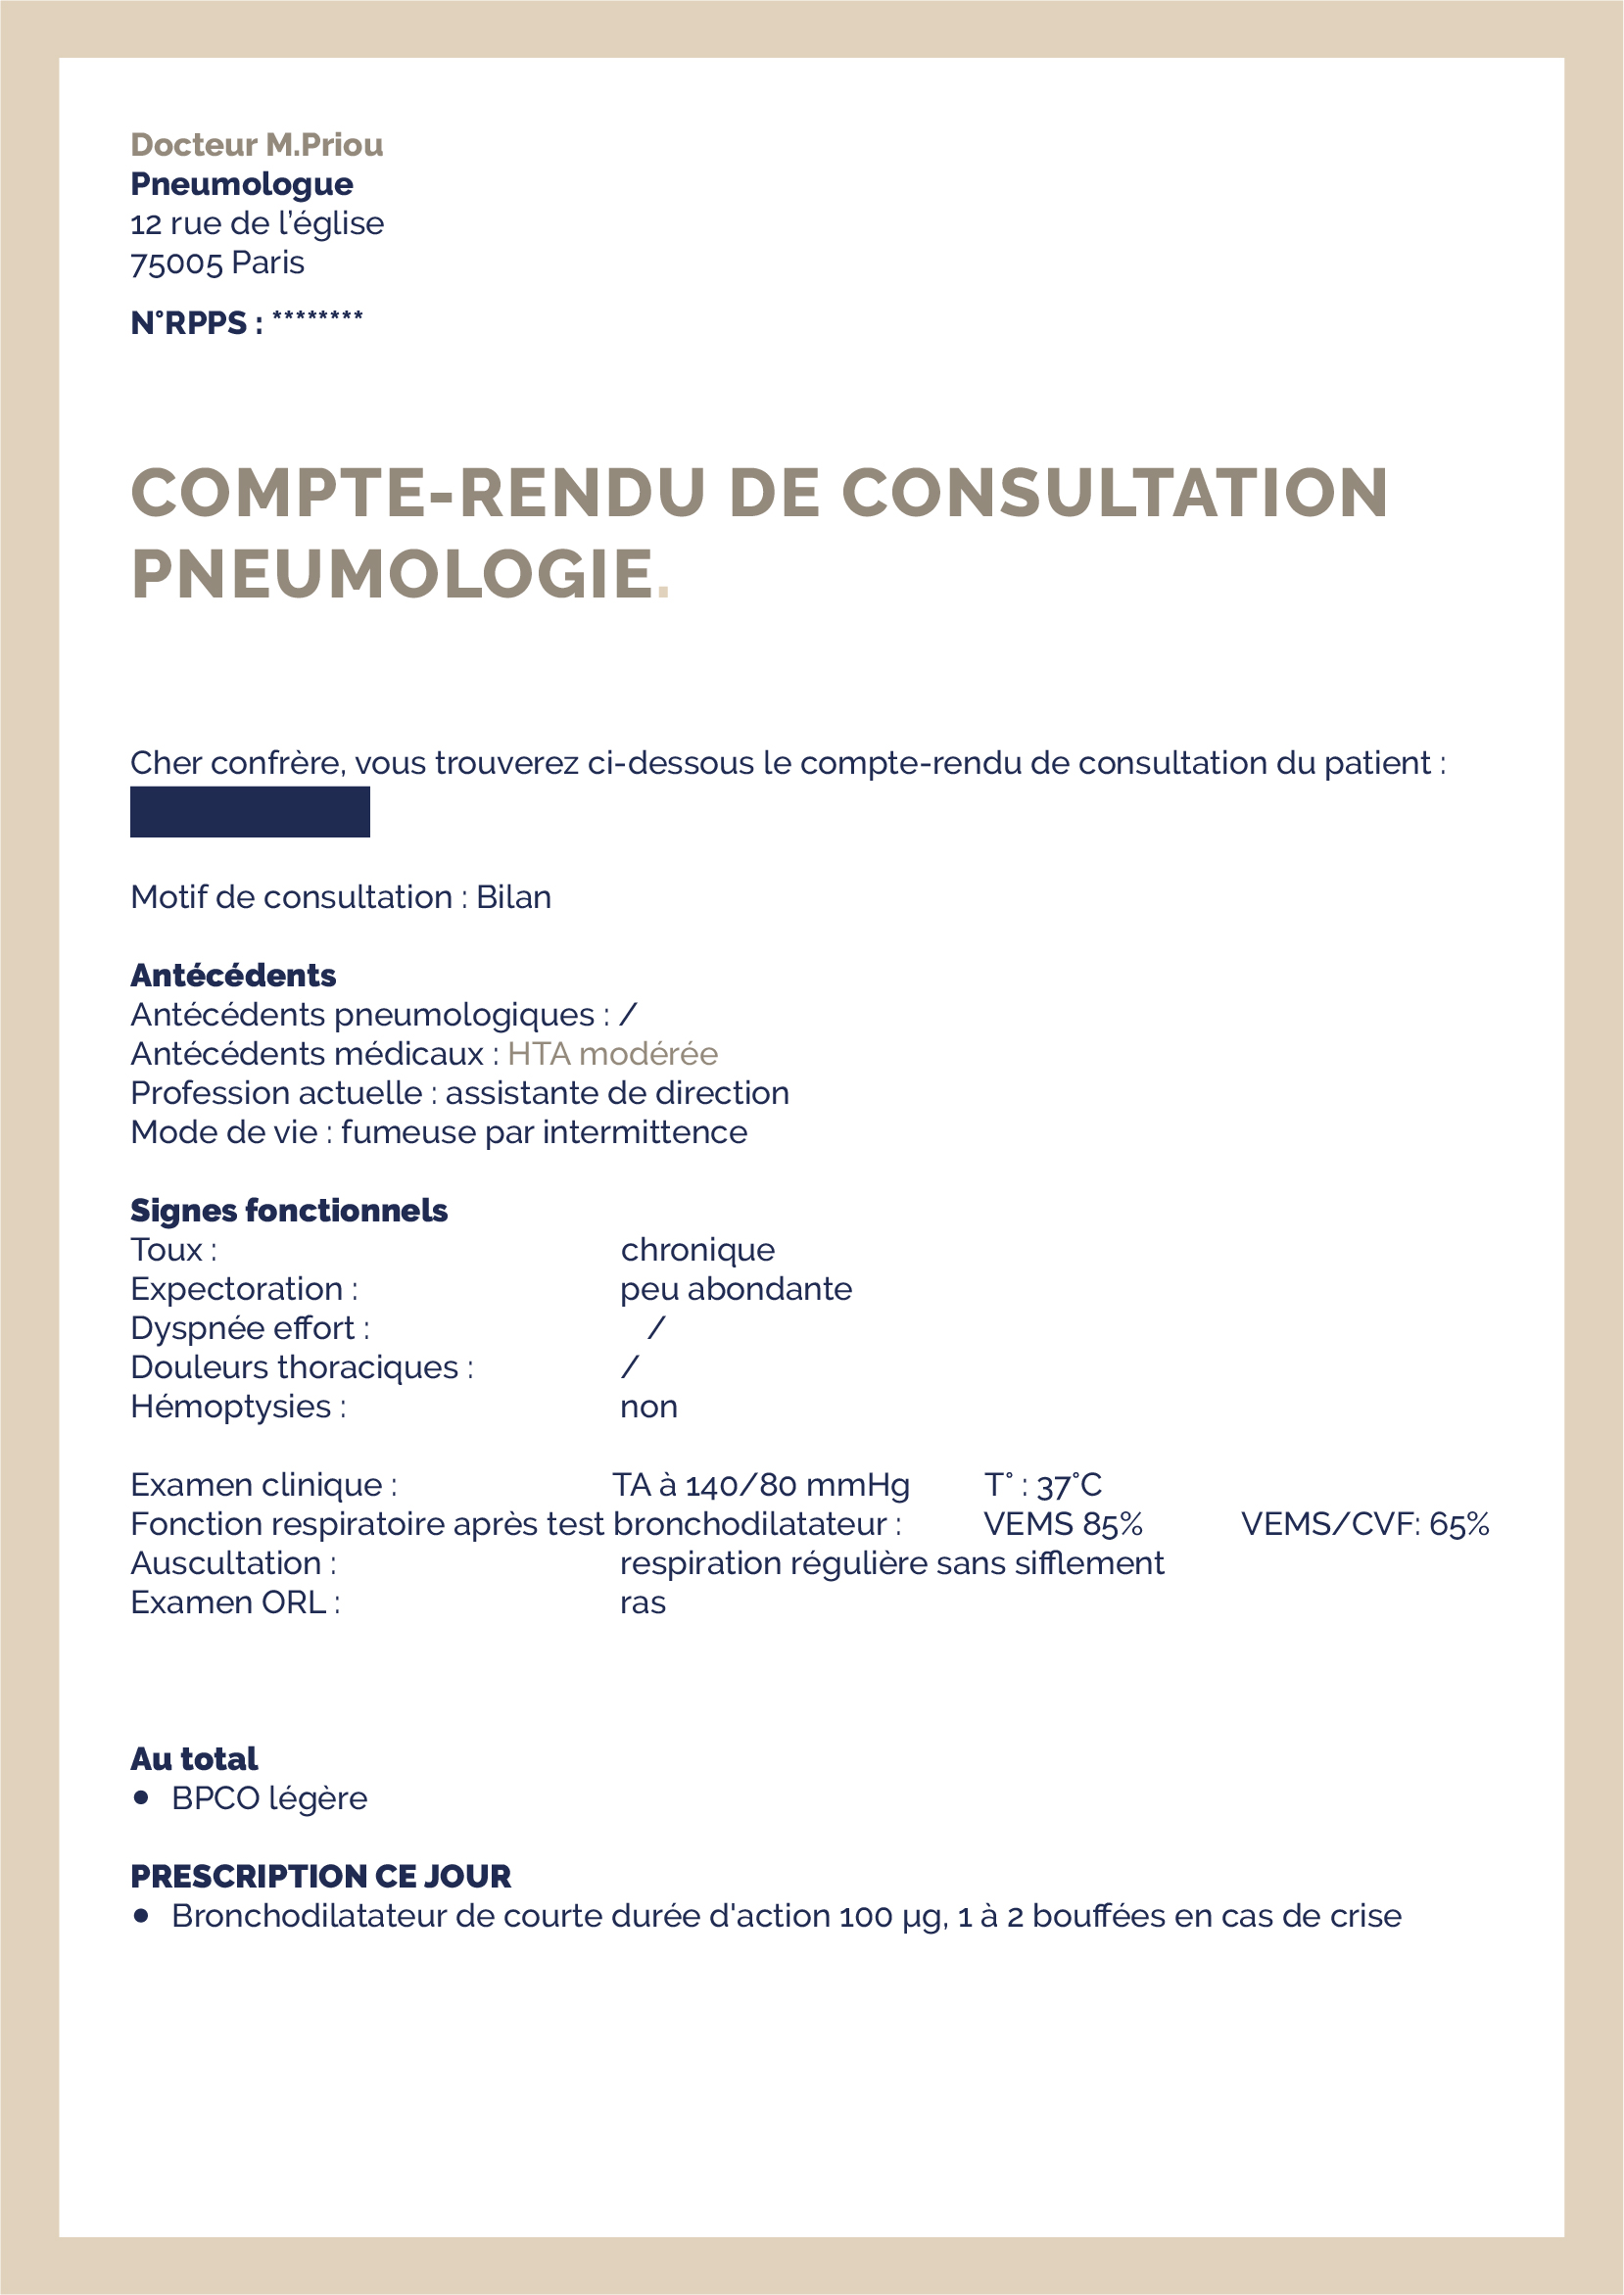 Docteur M.Priou
Pneumologue
12 rue de l'église
75005 Paris
N°RPPS : ********
COMPTE-RENDU DE CONSULTATION
PNEUMOLOGIE.
Cher confrère, vous trouverez ci-dessous le compte-rendu de consultation du patient :
Motif de consultation : Bilan
Antécédents
Antécédents pneumologiques : /
Antécédents médicaux : HTA modérée
Profession actuelle : assistante de direction
Mode de vie : fumeuse par intermittence
Signes fonctionnels
Toux : chronique
Expectoration : peu abondante
Dyspnée effort : /
Douleurs thoraciques : /
Hémoptysies : non
Examen clinique : TA à 140/80 mmHg T° : 37°C
Fonction respiratoire après test bronchodilatateur : VEMS 85% VEMS/CVF: 65%
Auscultation : respiration régulière sans sifflement
Examen ORL : ras
Au total
• BPCO légère
PRESCRIPTION CE JOUR
• Bronchodilatateur de courte durée d'action 100 µg, 1 à 2 bouffées en cas de crise